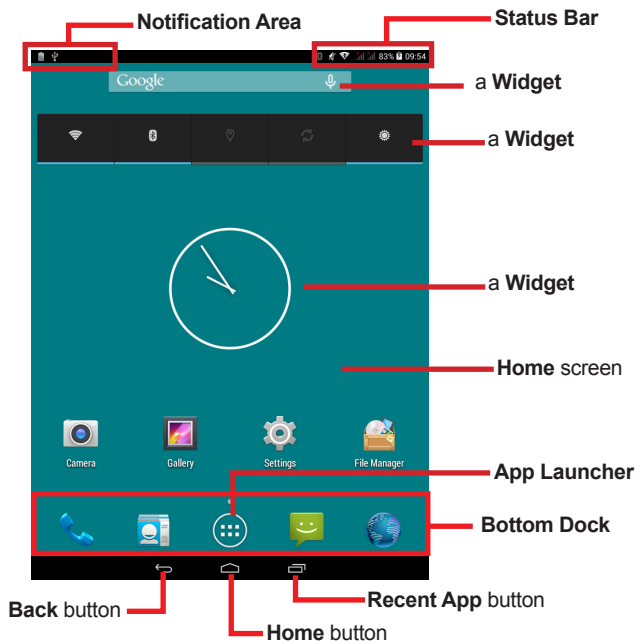 Notification Area
Status Bar
83% 09:54
Google
a Widget
a Widget
a Widget
Home screen
Camera
Gallery
Settings
File Manager
App Launcher
Bottom Dock
Back button
Recent App button
Home button